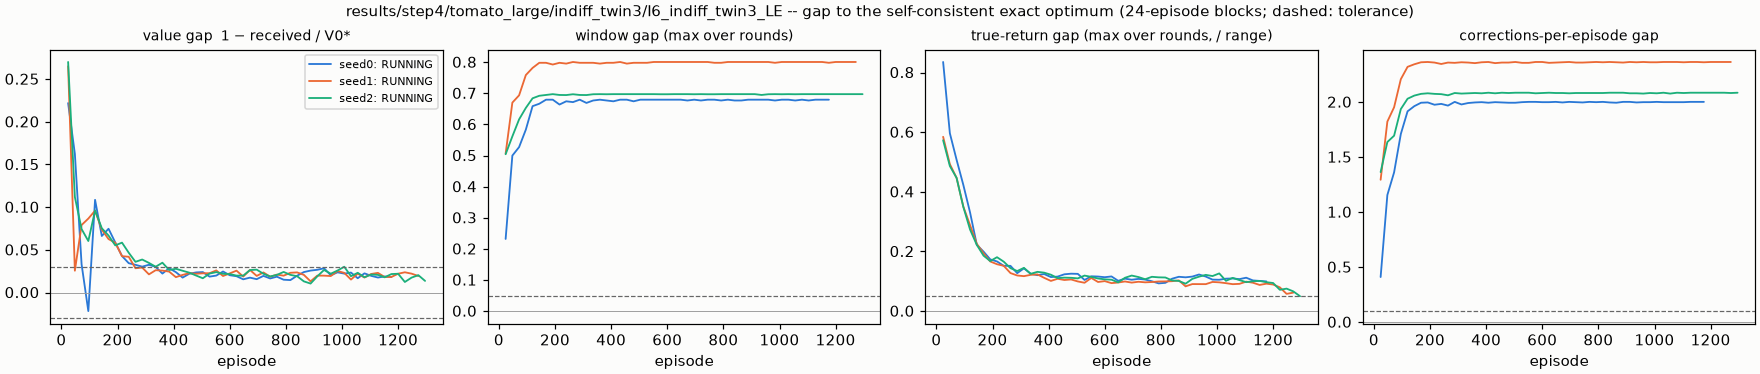 results/step4/tomato_large/indiff_twin3/l6_indiff_twin3_LE -- gap to the self-consistent exact optimum (24-episode blocks; dashed: tolerance)
value gap 1 − received / V0*
0.25
0.20
0.15
0.10
0.05
0.00
seed0: RUNNING
seed1: RUNNING
seed2: RUNNING
0 200 400 600 800 1000 1200
episode
window gap (max over rounds)
0.8
0.7
0.6
0.5
0.4
0.3
0.2
0.1
0.0
0 200 400 600 800 1000 1200
episode
true-return gap (max over rounds, / range)
0.8
0.6
0.4
0.2
0.0
0 200 400 600 800 1000 1200
episode
corrections-per-episode gap
2.0
1.5
1.0
0.5
0.0
0 200 400 600 800 1000 1200
episode